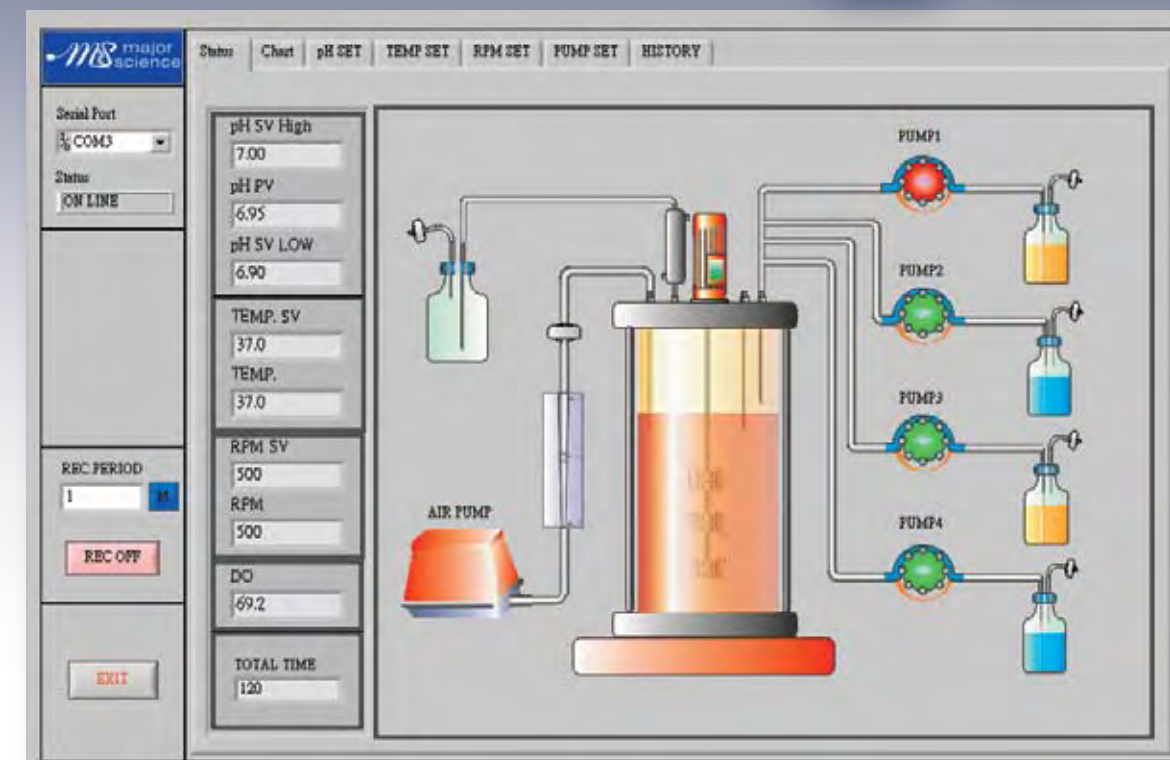 MS major science
Status
Chart
pH SET
TEMP SET
RPM SET
PUMP SET
HISTORY
Serial Port
COM3
Status
ON LINE
REC PERIOD
1
M
REC OFF
EXIT
pH SV High
7.00
pH PV
6.95
pH SV LOW
6.90
TEMP. SV
37.0
TEMP.
37.0
RPM SV
500
RPM
500
DO
69.2
TOTAL TIME
120
AIR PUMP
PUMP1
PUMP2
PUMP3
PUMP4